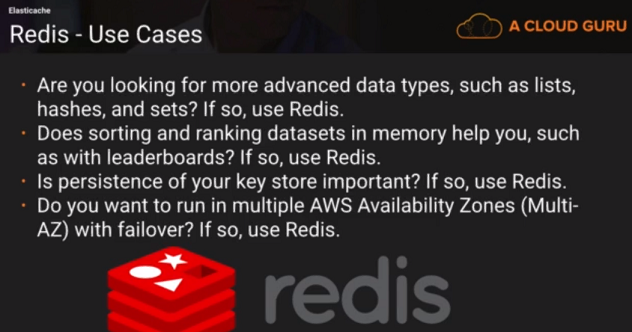 Elasticache
Redis - Use Cases
A CLOUD GURU
• Are you looking for more advanced data types, such as lists,
hashes, and sets? If so, use Redis.
• Does sorting and ranking datasets in memory help you, such
as with leaderboards? If so, use Redis.
• Is persistence of your key store important? If so, use Redis.
• Do you want to run in multiple AWS Availability Zones (Multi-
AZ) with failover? If so, use Redis.
redis